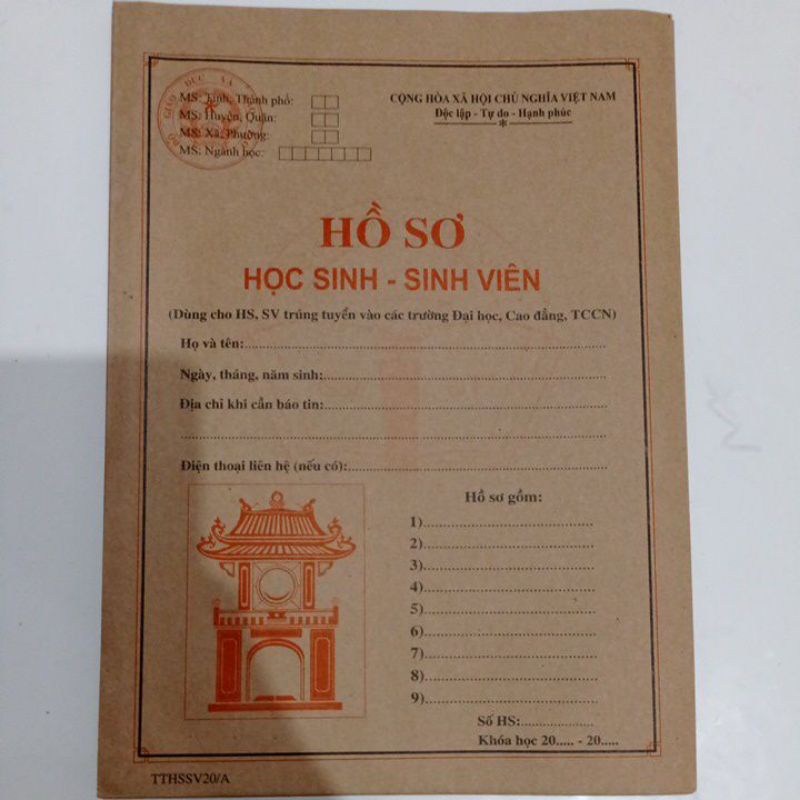 MS: Tỉnh, Thành phố:
MS: Huyện, Quận:
MS: Xã, Phường:
MS: Ngành học:
CỘNG HÒA XÃ HỘI CHỦ NGHĨA VIỆT NAM
Độc lập - Tự do - Hạnh phúc
HỒ SƠ
HỌC SINH - SINH VIÊN
(Dùng cho HS, SV trúng tuyển vào các trường Đại học, Cao đẳng, TCCN)
Họ và tên:
Ngày, tháng, năm sinh:
Địa chỉ khi cần báo tin:
Điện thoại liên hệ (nếu có):
Hồ sơ gồm:
1)
2)
3)
4)
5)
6)
7)
8)
9)
Số HS:
Khóa học 20..... - 20.....
TTHSSV20/A